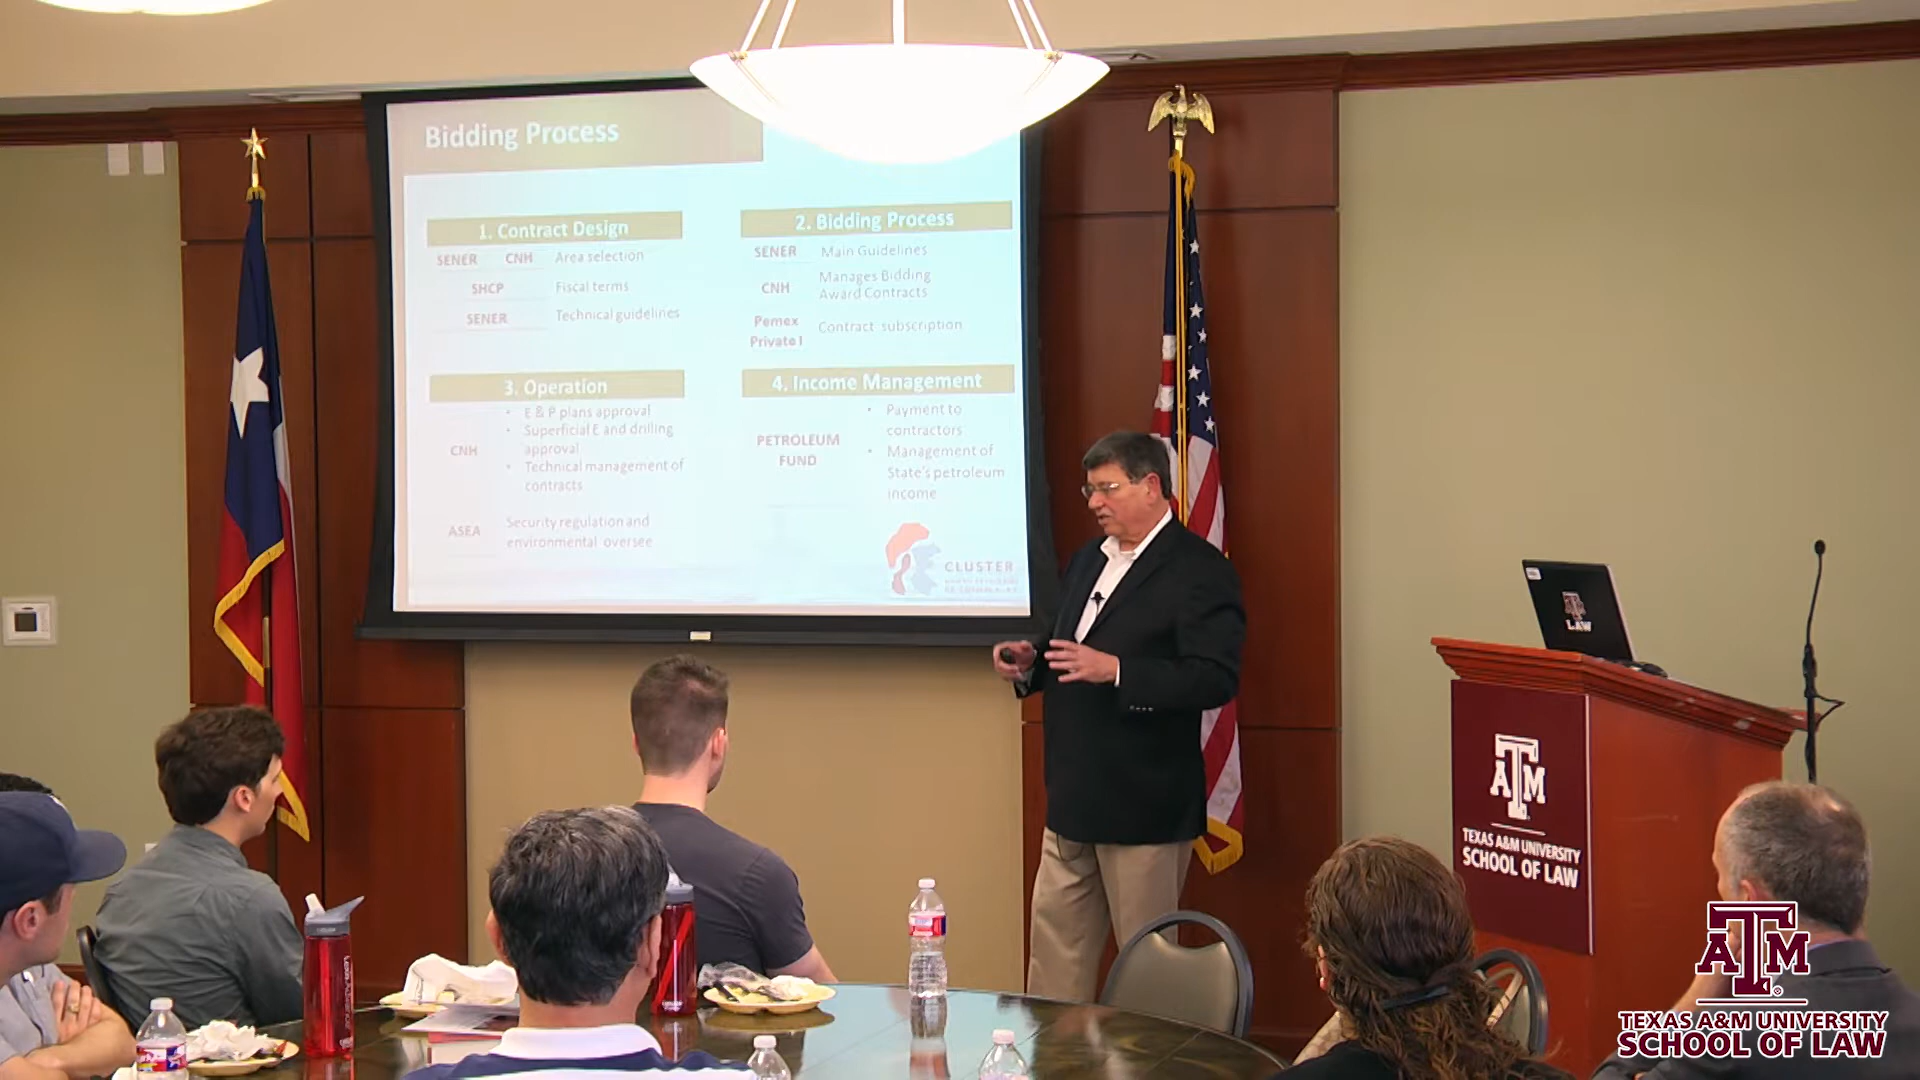 Bidding Process
1. Contract Design
SENER CNH Area selection
SHCP Fiscal terms
SENER Technical guidelines
2. Bidding Process
SENER Main Guidelines
CNH Manages Bidding
Award Contracts
Pemex
Private I
Contract subscription
3. Operation
CNH
• E & P plans approval
• Superficial E and drilling
approval
• Technical management of
contracts
ASEA
Security regulation and
environmental oversee
4. Income Management
PETROLEUM
FUND
• Payment to
contractors
• Management of
State's petroleum
income
CLUSTER
ATM
LAW
ATM
TEXAS A&M UNIVERSITY
SCHOOL OF LAW
ATM
TEXAS A&M UNIVERSITY
SCHOOL OF LAW